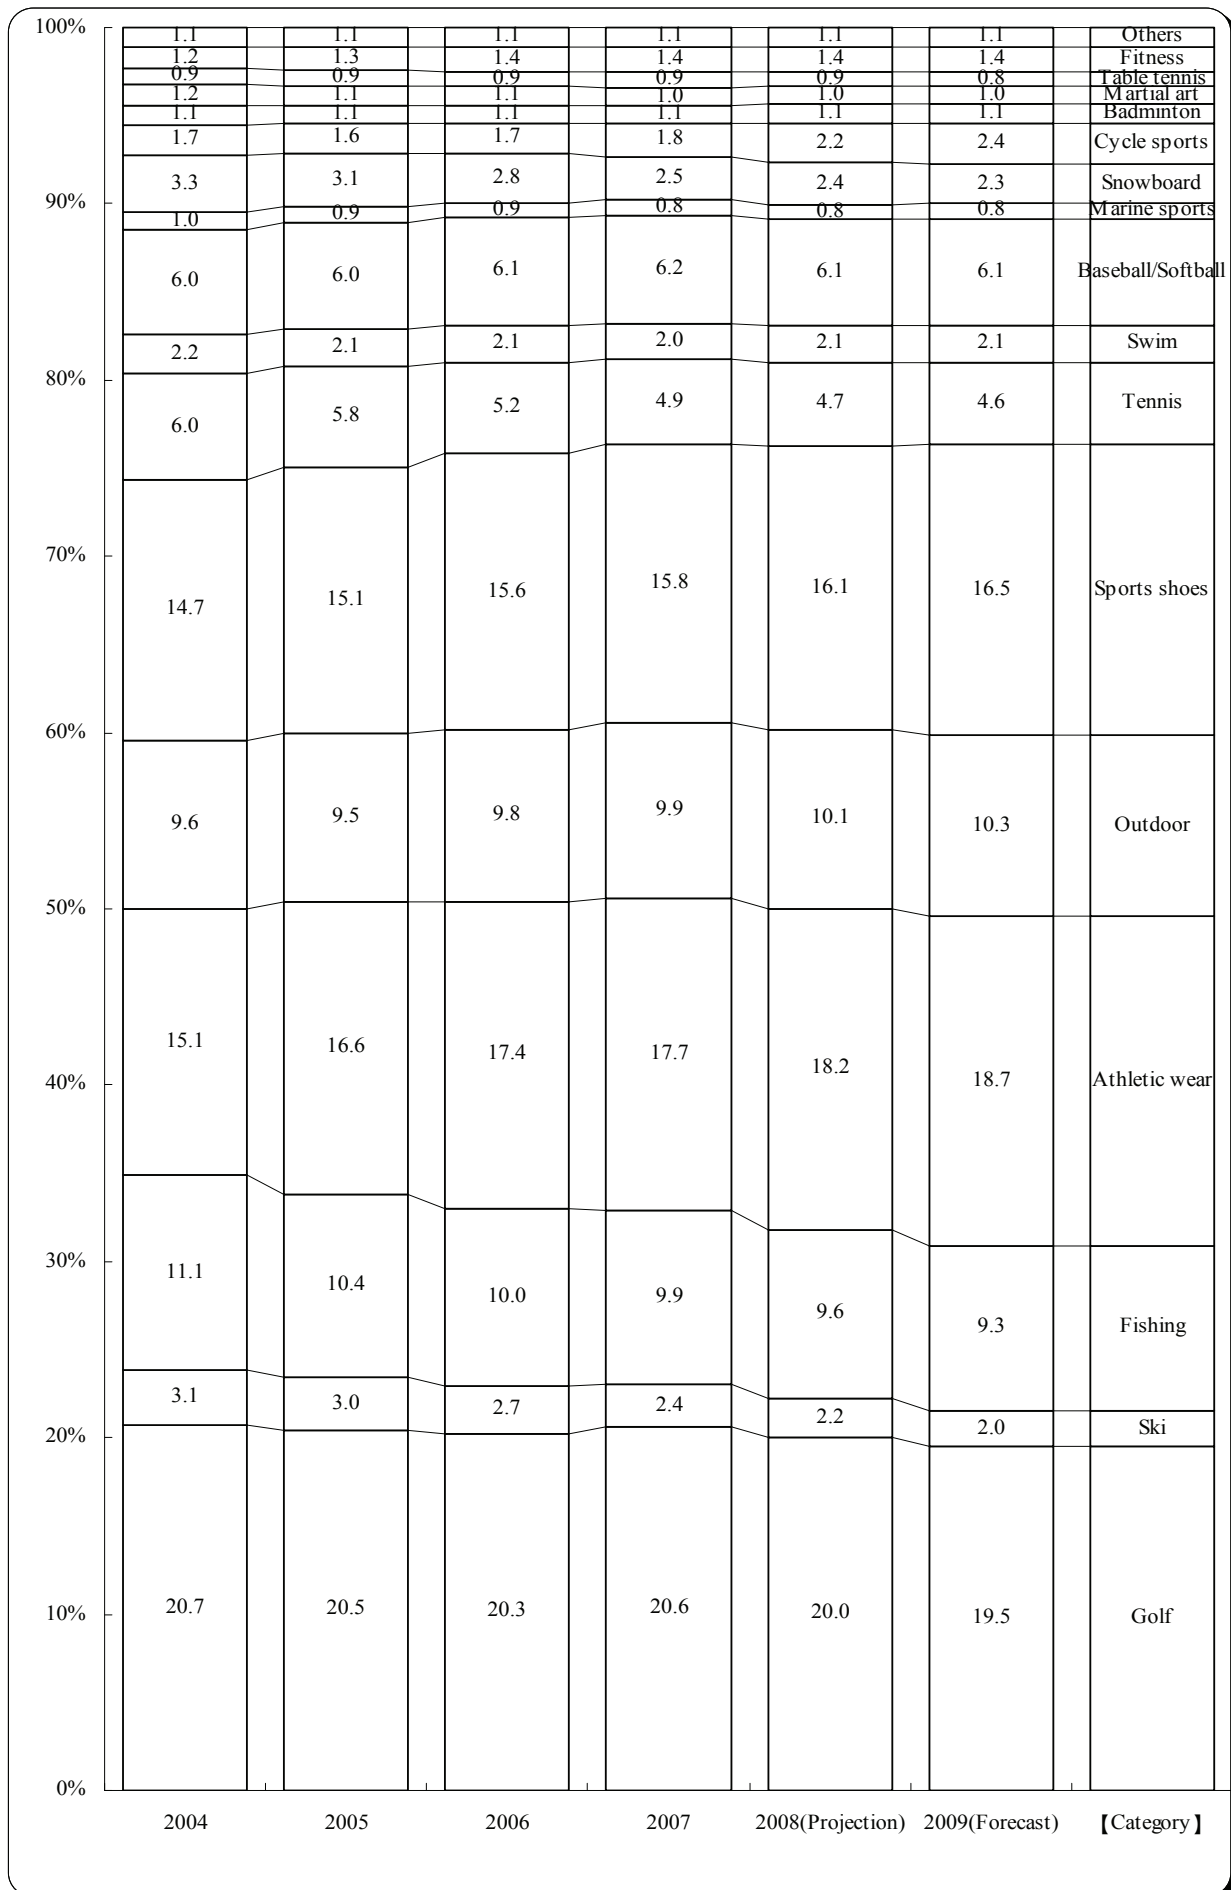 100% 1.1 1.1 1.1 1.1 1.1 1.1 Others
1.2 1.3 1.4 1.4 1.4 1.4 Fitness
0.9 0.9 0.9 0.9 0.9 0.8 Table tennis
1.2 1.1 1.1 1.0 1.0 1.0 Martial art
1.1 1.1 1.1 1.1 1.1 1.1 Badminton
1.7 1.6 1.7 1.8 2.2 2.4 Cycle sports
3.3 3.1 2.8 2.5 2.4 2.3 Snowboard
90%
1.0 0.9 0.9 0.8 0.8 0.8 Marine sports
6.0 6.0 6.1 6.2 6.1 6.1 Baseball/Softball
2.2 2.1 2.1 2.0 2.1 2.1 Swim
80%
6.0 5.8 5.2 4.9 4.7 4.6 Tennis
70%
14.7 15.1 15.6 15.8 16.1 16.5 Sports shoes
60%
9.6 9.5 9.8 9.9 10.1 10.3 Outdoor
50%
15.1 16.6 17.4 17.7 18.2 18.7 Athletic wear
40%
30%
11.1 10.4 10.0 9.9 9.6 9.3 Fishing
3.1 3.0 2.7 2.4 2.2 2.0 Ski
20%
10% 20.7 20.5 20.3 20.6 20.0 19.5 Golf
0%
2004 2005 2006 2007 2008(Projection) 2009(Forecast) 【Category】